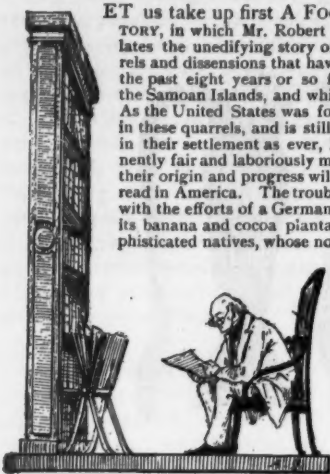 ET us take up first A FO
TORY, in which Mr. Robert
lates the unedifying story o
rels and dissensions that hav
the past eight years or so
the Samoan Islands, and whi
As the United States was fo
in these quarrels, and is still
in their settlement as ever,
nently fair and laboriously m
their origin and progress wil
read in America. The troub
with the efforts of a German
its banana and cocoa planta
phisticated natives, whose no